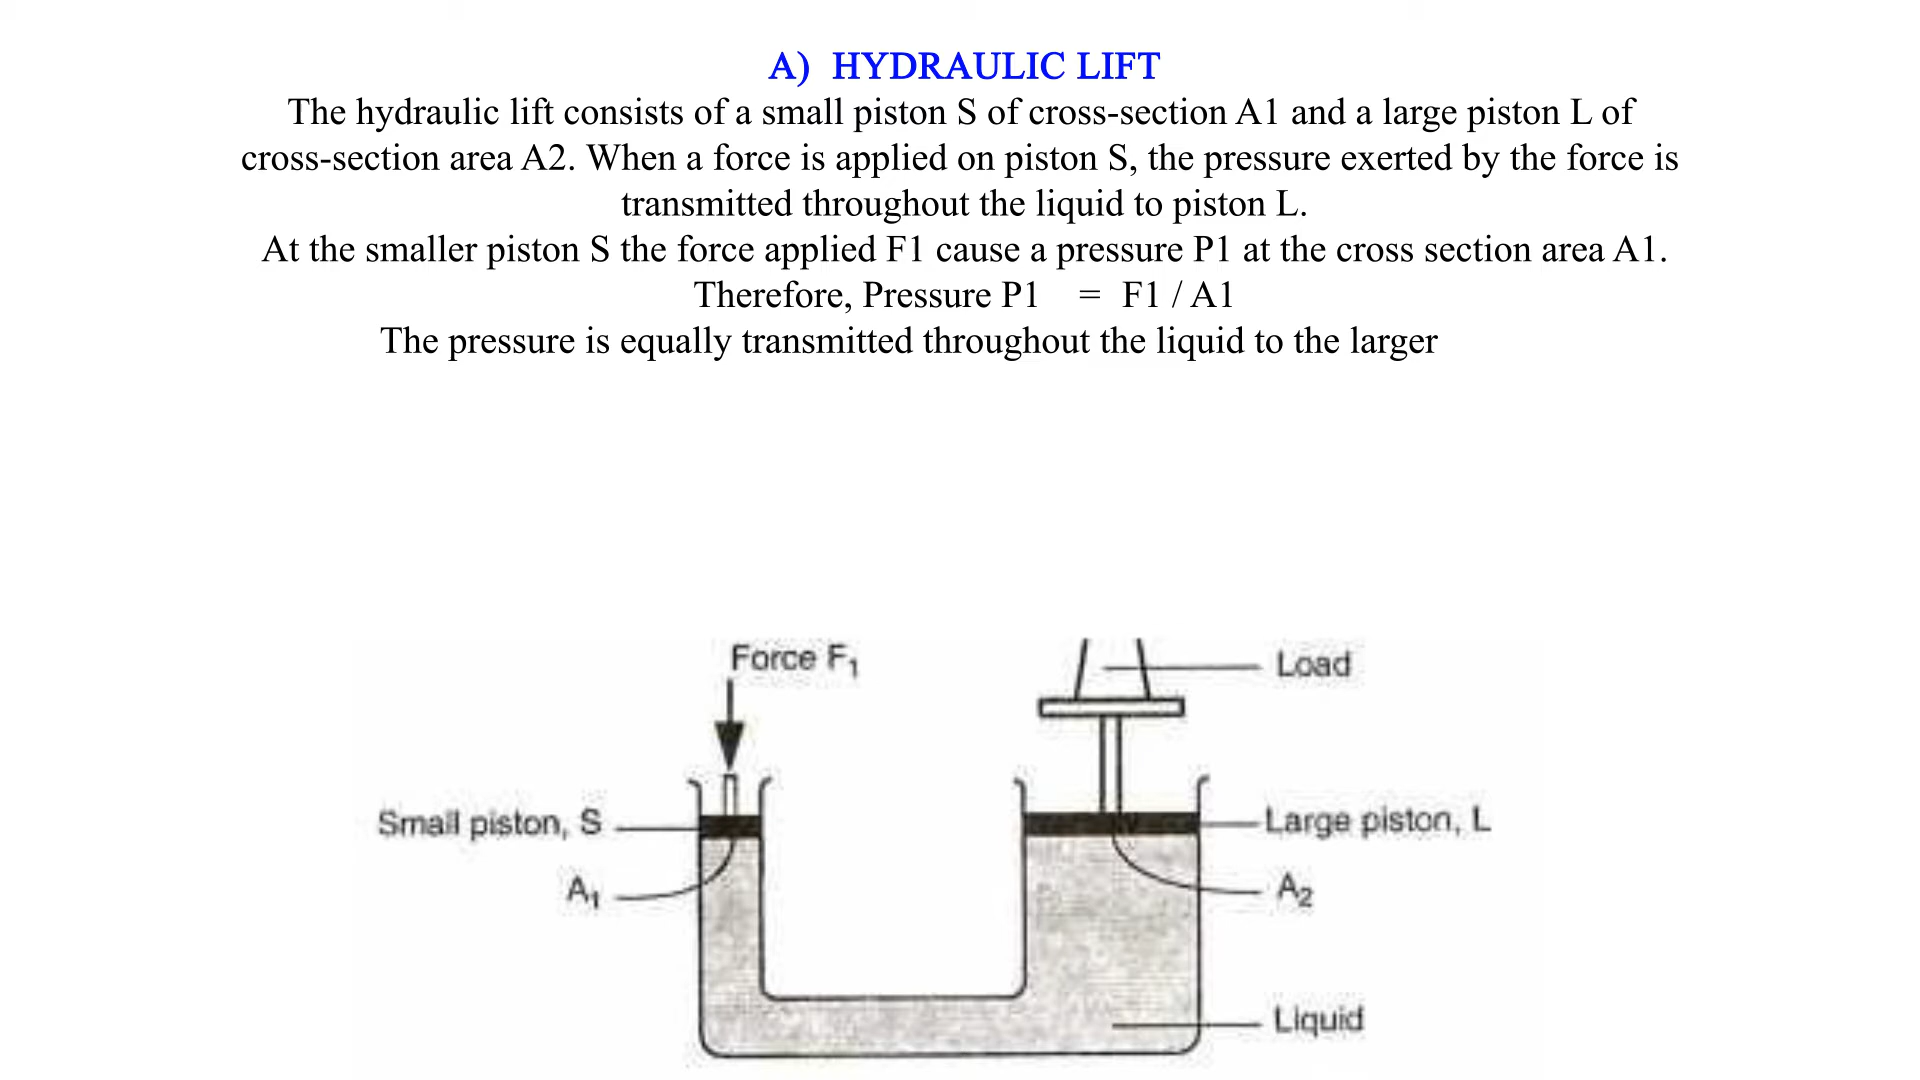 A) HYDRAULIC LIFT
The hydraulic lift consists of a small piston S of cross-section A1 and a large piston L of
cross-section area A2. When a force is applied on piston S, the pressure exerted by the force is
transmitted throughout the liquid to piston L.
At the smaller piston S the force applied F1 cause a pressure P1 at the cross section area A1.
Therefore, Pressure P1 = F1 / A1
The pressure is equally transmitted throughout the liquid to the larger
Force F₁
Load
Small piston, S
Large piston, L
A₁
A₂
Liquid